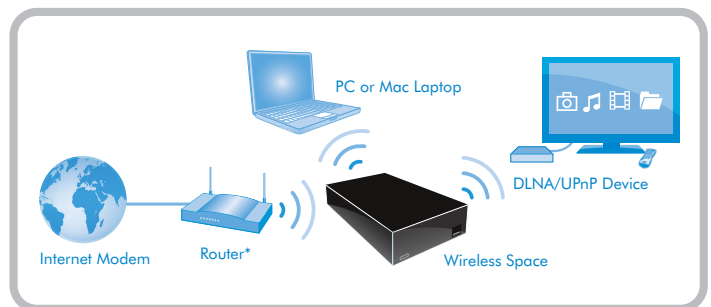 PC or Mac Laptop
DLNA/UPnP Device
Internet Modem
Router*
Wireless Space